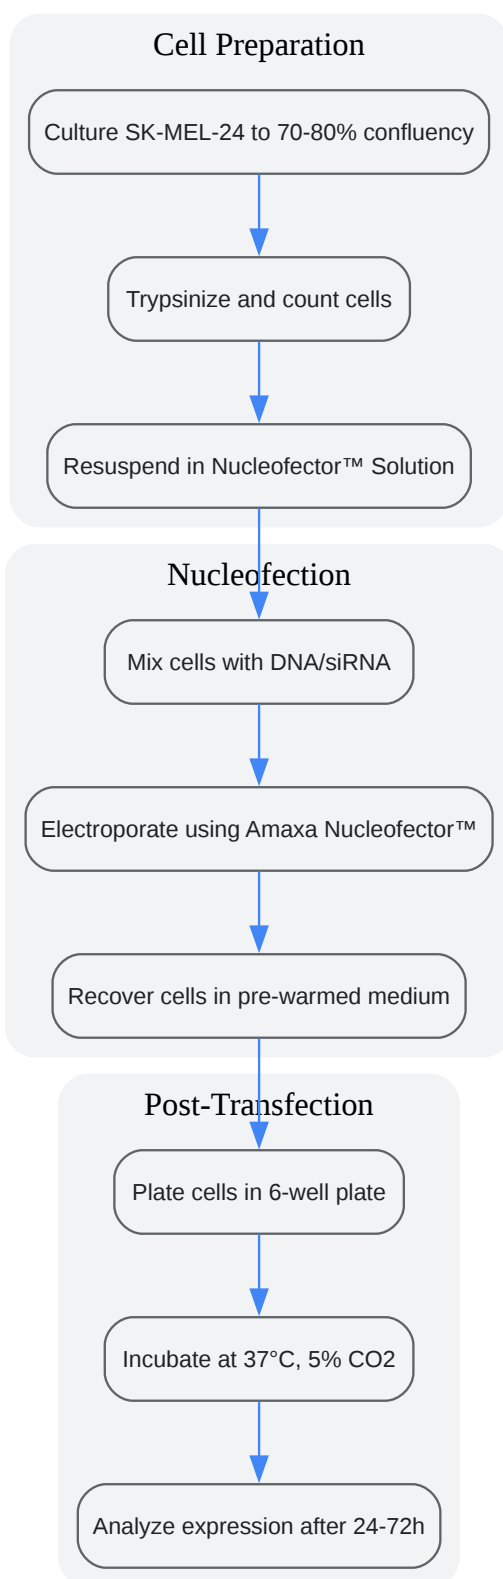 Cell Preparation
Culture SK-MEL-24 to 70-80% confluency
Trypsinize and count cells
Resuspend in Nucleofector™ Solution
Nucleofection
Mix cells with DNA/siRNA
Electroporate using Amaxa Nucleofector™
Recover cells in pre-warmed medium
Post-Transfection
Plate cells in 6-well plate
Incubate at 37°C, 5% CO2
Analyze expression after 24-72h